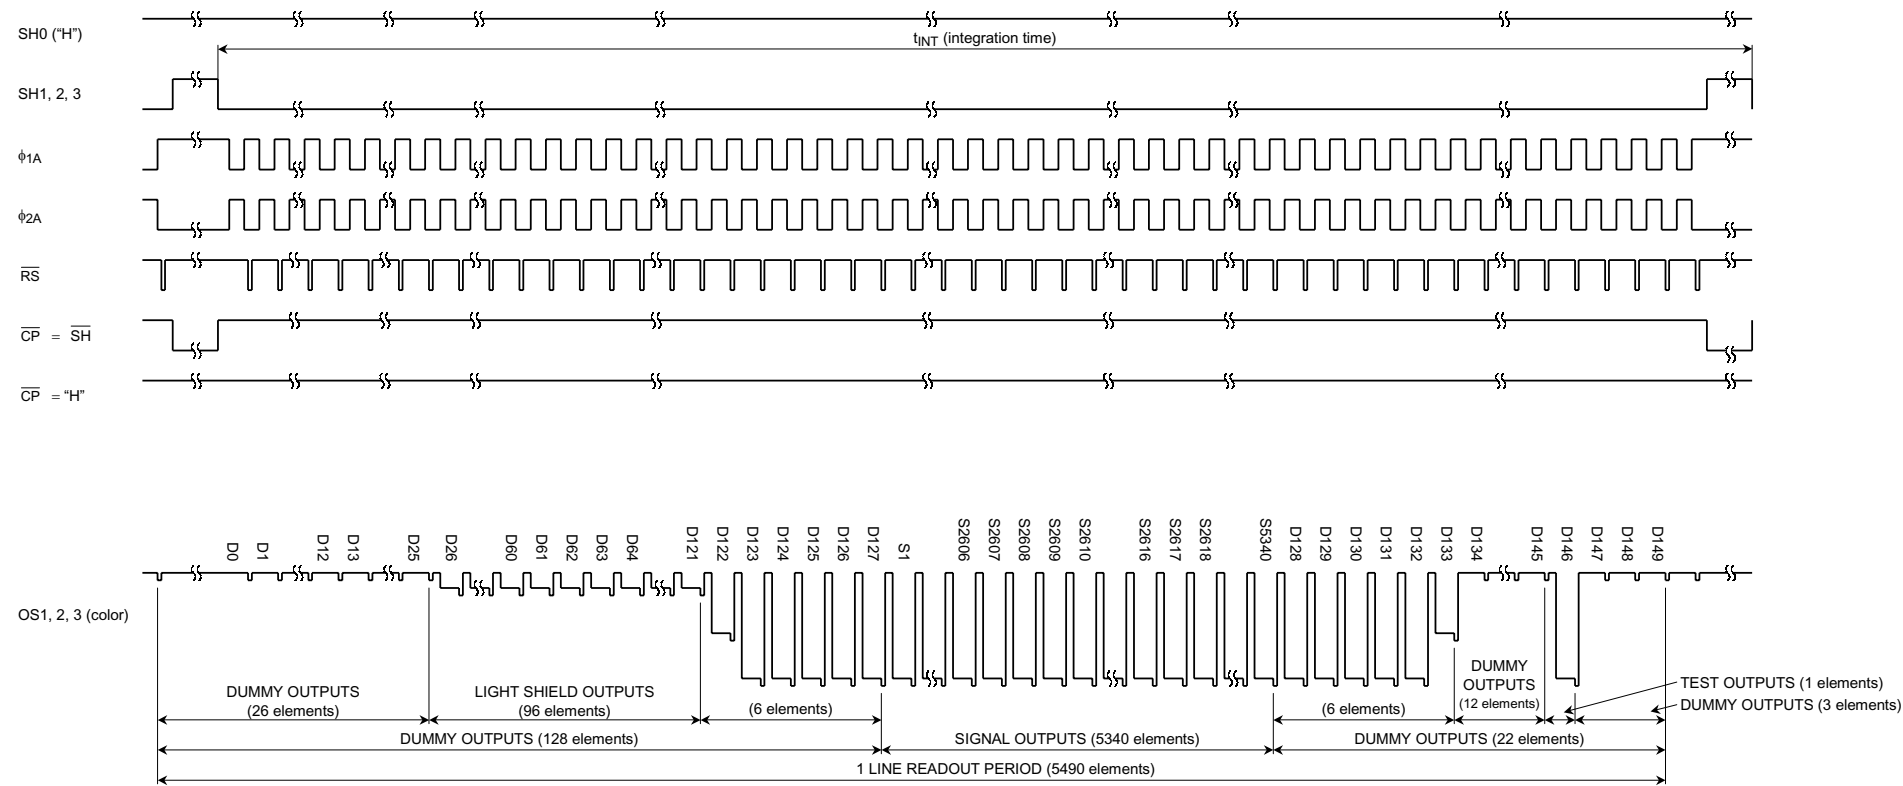 SH0 (“H”)
tINT (integration time)
SH1, 2, 3
ϕ1A
ϕ2A
R̅S̅
C̅P̅ = S̅H̅
C̅P̅ = “H”
D0
D1
D12
D13
D25
D26
D60
D61
D62
D63
D64
D121
D122
D123
D124
D125
D126
D127
S1
S2606
S2607
S2608
S2609
S2610
S2616
S2617
S2618
S5340
D128
D129
D130
D131
D132
D133
D134
D145
D146
D147
D148
D149
OS1, 2, 3 (color)
DUMMY OUTPUTS
(26 elements)
LIGHT SHIELD OUTPUTS
(96 elements)
(6 elements)
(6 elements)
DUMMY
OUTPUTS
(12 elements)
TEST OUTPUTS (1 elements)
DUMMY OUTPUTS (3 elements)
DUMMY OUTPUTS (128 elements)
SIGNAL OUTPUTS (5340 elements)
DUMMY OUTPUTS (22 elements)
1 LINE READOUT PERIOD (5490 elements)